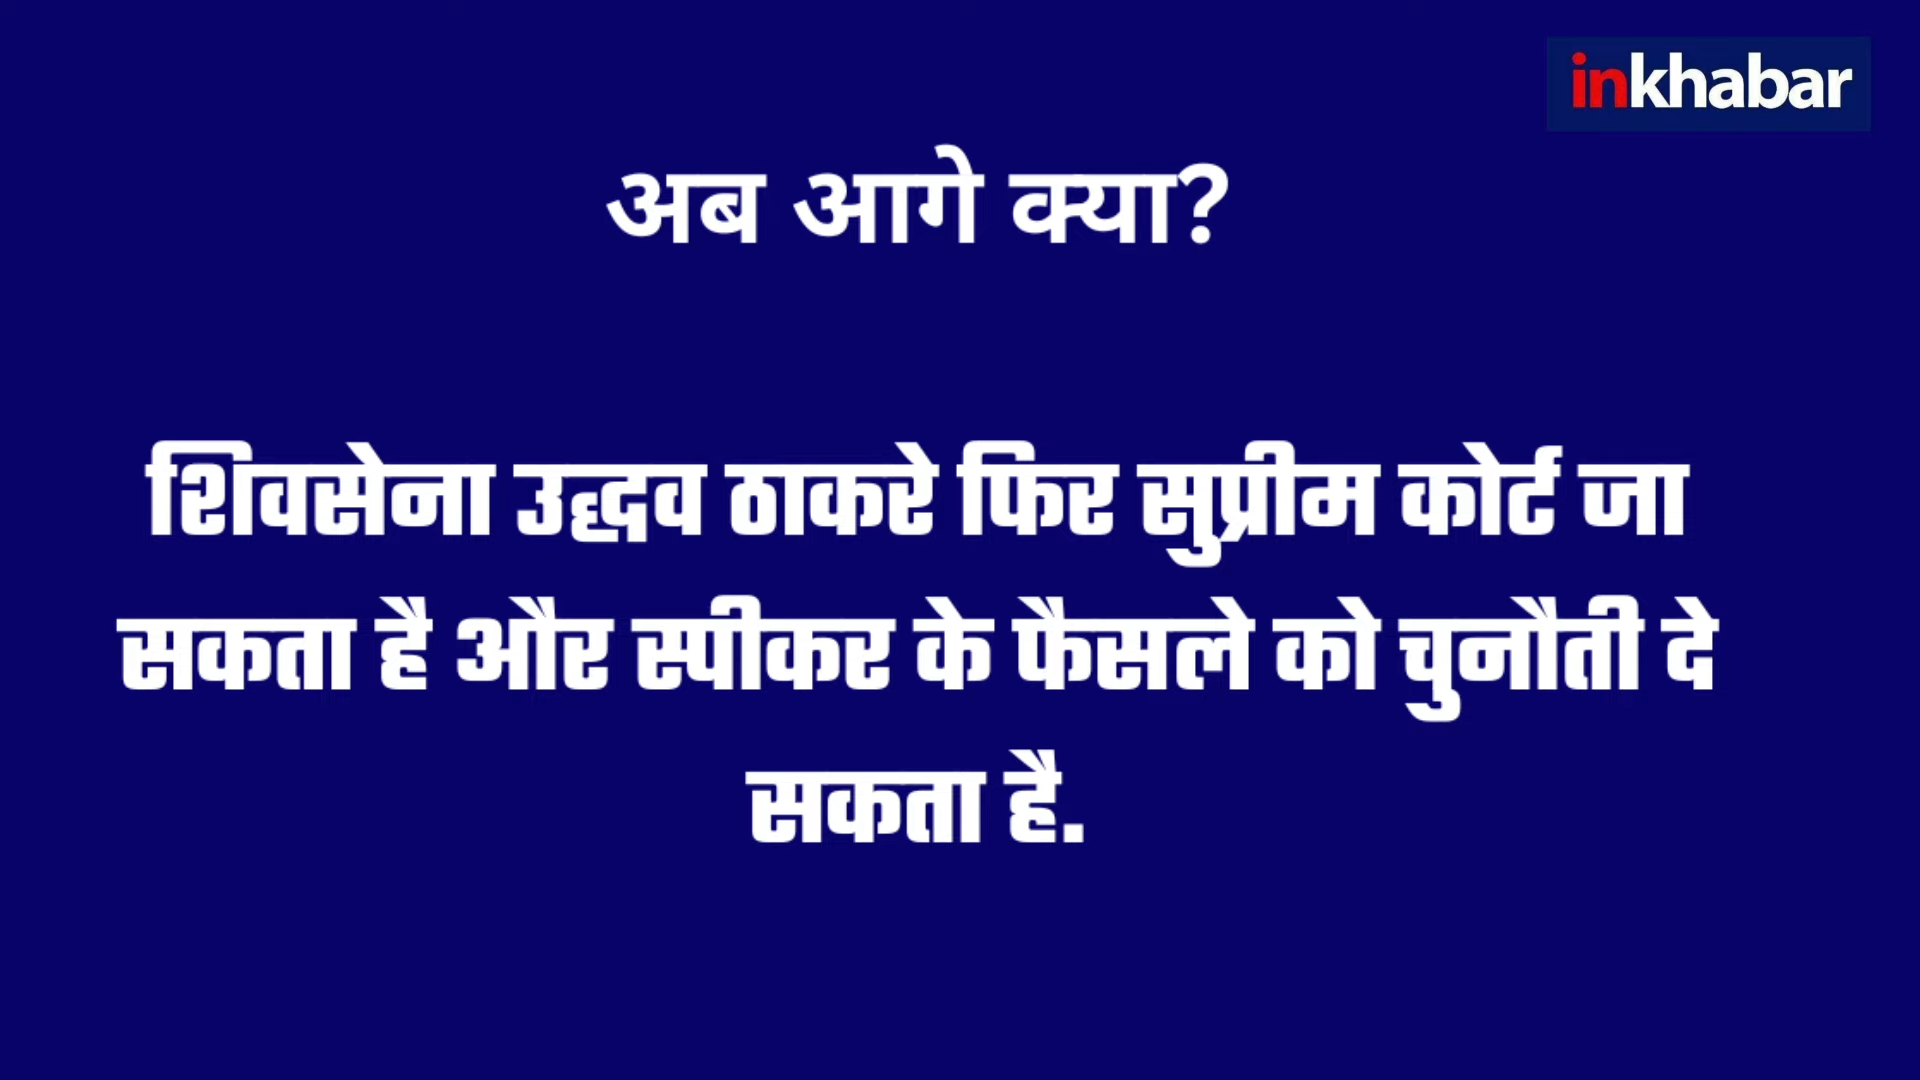 inkhabar
अब आगे क्या?
शिवसेना उद्धव ठाकरे फिर सुप्रीम कोर्ट जा
सकता है और स्पीकर के फैसले को चुनौती दे
सकता है.